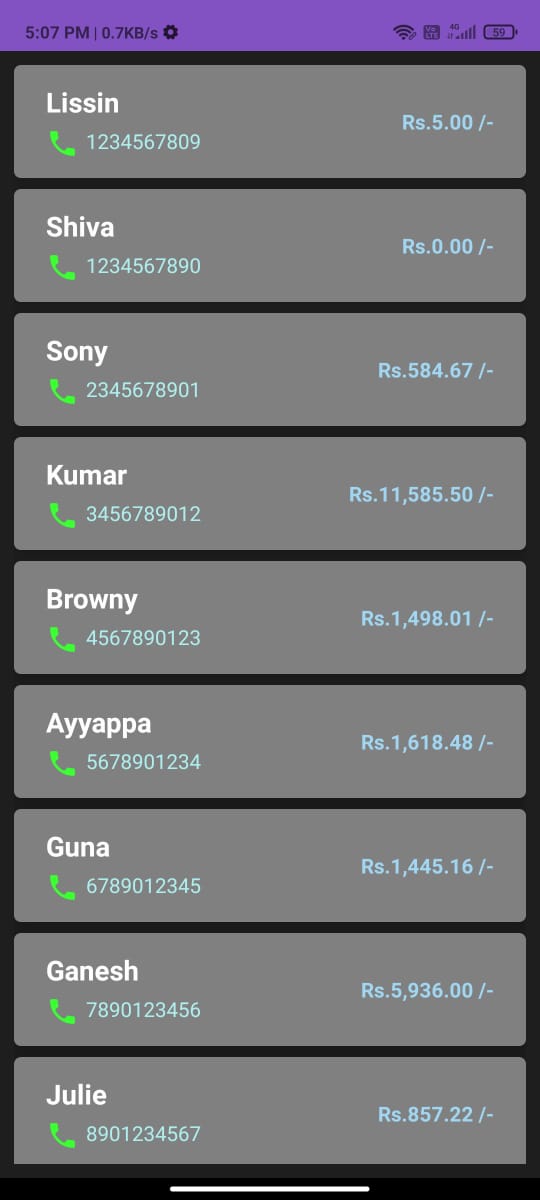 5:07 PM | 0.7KB/s
4G 59
Lissin
1234567809
Rs.5.00 /-
Shiva
1234567890
Rs.0.00 /-
Sony
2345678901
Rs.584.67 /-
Kumar
3456789012
Rs.11,585.50 /-
Browny
4567890123
Rs.1,498.01 /-
Ayyappa
5678901234
Rs.1,618.48 /-
Guna
6789012345
Rs.1,445.16 /-
Ganesh
7890123456
Rs.5,936.00 /-
Julie
8901234567
Rs.857.22 /-